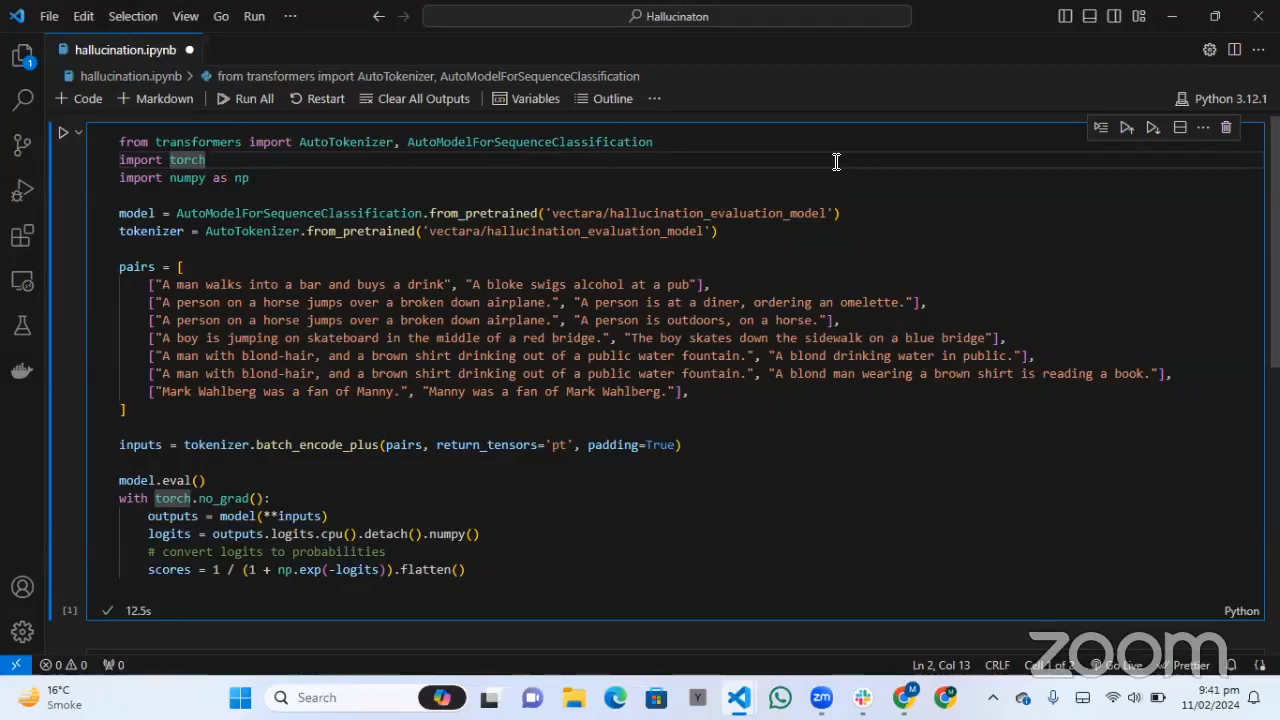 File Edit Selection View Go Run ··· Hallucinaton
hallucination.ipynb
hallucination.ipynb > from transformers import AutoTokenizer, AutoModelForSequenceClassification
+ Code + Markdown Run All Restart Clear All Outputs Variables Outline ··· Python 3.12.1
from transformers import AutoTokenizer, AutoModelForSequenceClassification
import torch
import numpy as np
model = AutoModelForSequenceClassification.from_pretrained('vectara/hallucination_evaluation_model')
tokenizer = AutoTokenizer.from_pretrained('vectara/hallucination_evaluation_model')
pairs = [
["A man walks into a bar and buys a drink", "A bloke swigs alcohol at a pub"],
["A person on a horse jumps over a broken down airplane.", "A person is at a diner, ordering an omelette."],
["A person on a horse jumps over a broken down airplane.", "A person is outdoors, on a horse."],
["A boy is jumping on skateboard in the middle of a red bridge.", "The boy skates down the sidewalk on a blue bridge"],
["A man with blond-hair, and a brown shirt drinking out of a public water fountain.", "A blond drinking water in public."],
["A man with blond-hair, and a brown shirt drinking out of a public water fountain.", "A blond man wearing a brown shirt is reading a book."],
["Mark Wahlberg was a fan of Manny.", "Manny was a fan of Mark Wahlberg."],
]
inputs = tokenizer.batch_encode_plus(pairs, return_tensors='pt', padding=True)
model.eval()
with torch.no_grad():
outputs = model(**inputs)
logits = outputs.logits.cpu().detach().numpy()
# convert logits to probabilities
scores = 1 / (1 + np.exp(-logits)).flatten()
[1] 12.5s Python
zoom
0 0 0 Ln 2, Col 13 CRLF Cell 1 of 2 Go Live Prettier
16°C
Smoke
Search
9:41 pm
11/02/2024